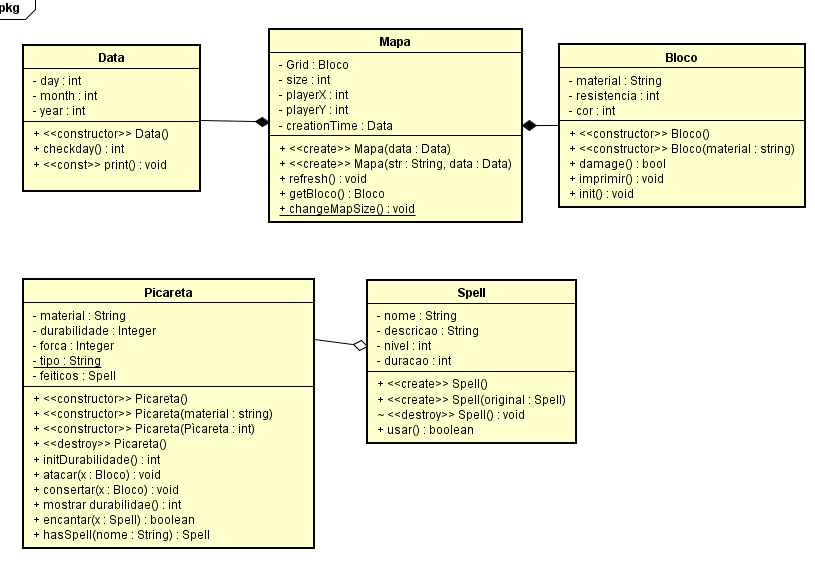 pkg
Data
- day : int
- month : int
- year : int
+ <<constructor>> Data()
+ checkday() : int
+ <<const>> print() : void
Mapa
- Grid : Bloco
- size : int
- playerX : int
- playerY : int
- creationTime : Data
+ <<create>> Mapa(data : Data)
+ <<create>> Mapa(str : String, data : Data)
+ refresh() : void
+ getBloco() : Bloco
+ changeMapSize() : void
Bloco
- material : String
- resistencia : int
- cor : int
+ <<constructor>> Bloco()
+ <<constructor>> Bloco(material : string)
+ damage() : bool
+ imprimir() : void
+ init() : void
Picareta
- material : String
- durabilidade : Integer
- forca : Integer
- tipo : String
- feiticos : Spell
+ <<constructor>> Picareta()
+ <<constructor>> Picareta(material : string)
+ <<constructor>> Picareta(Picareta : int)
+ <<destroy>> Picareta()
+ initDurabilidade() : int
+ atacar(x : Bloco) : void
+ consertar(x : Bloco) : void
+ mostrar durabilidae() : int
+ encantar(x : Spell) : boolean
+ hasSpell(nome : String) : Spell
Spell
- nome : String
- descricao : String
- nivel : int
- duracao : int
+ <<create>> Spell()
+ <<create>> Spell(original : Spell)
~ <<destroy>> Spell() : void
+ usar() : boolean